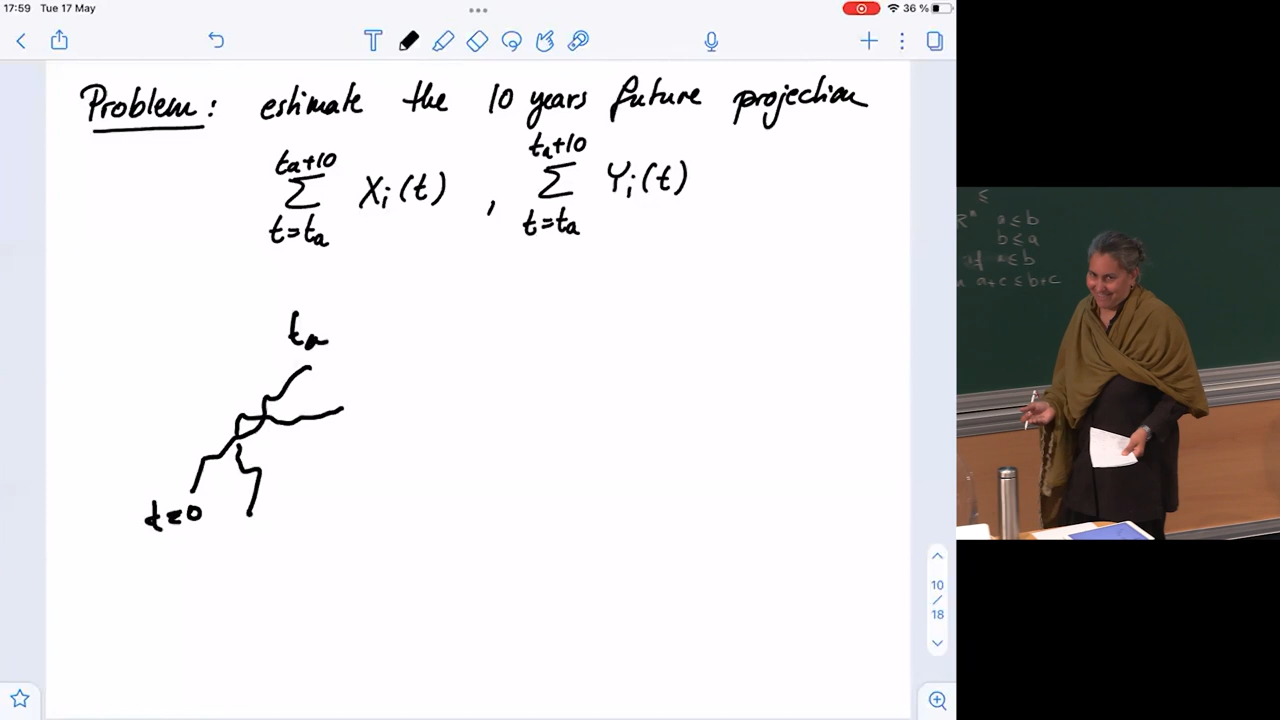 17:59 Tue 17 May
36 %
Problem: estimate the 10 years future projection
ta+10
∑ Xi(t)
t=ta
,
ta+10
∑ Yi(t)
t=ta
ta
t=0
10
/
18
≤
a ≤ b
b ≤ a
a ≤ b
a+c ≤ b+c